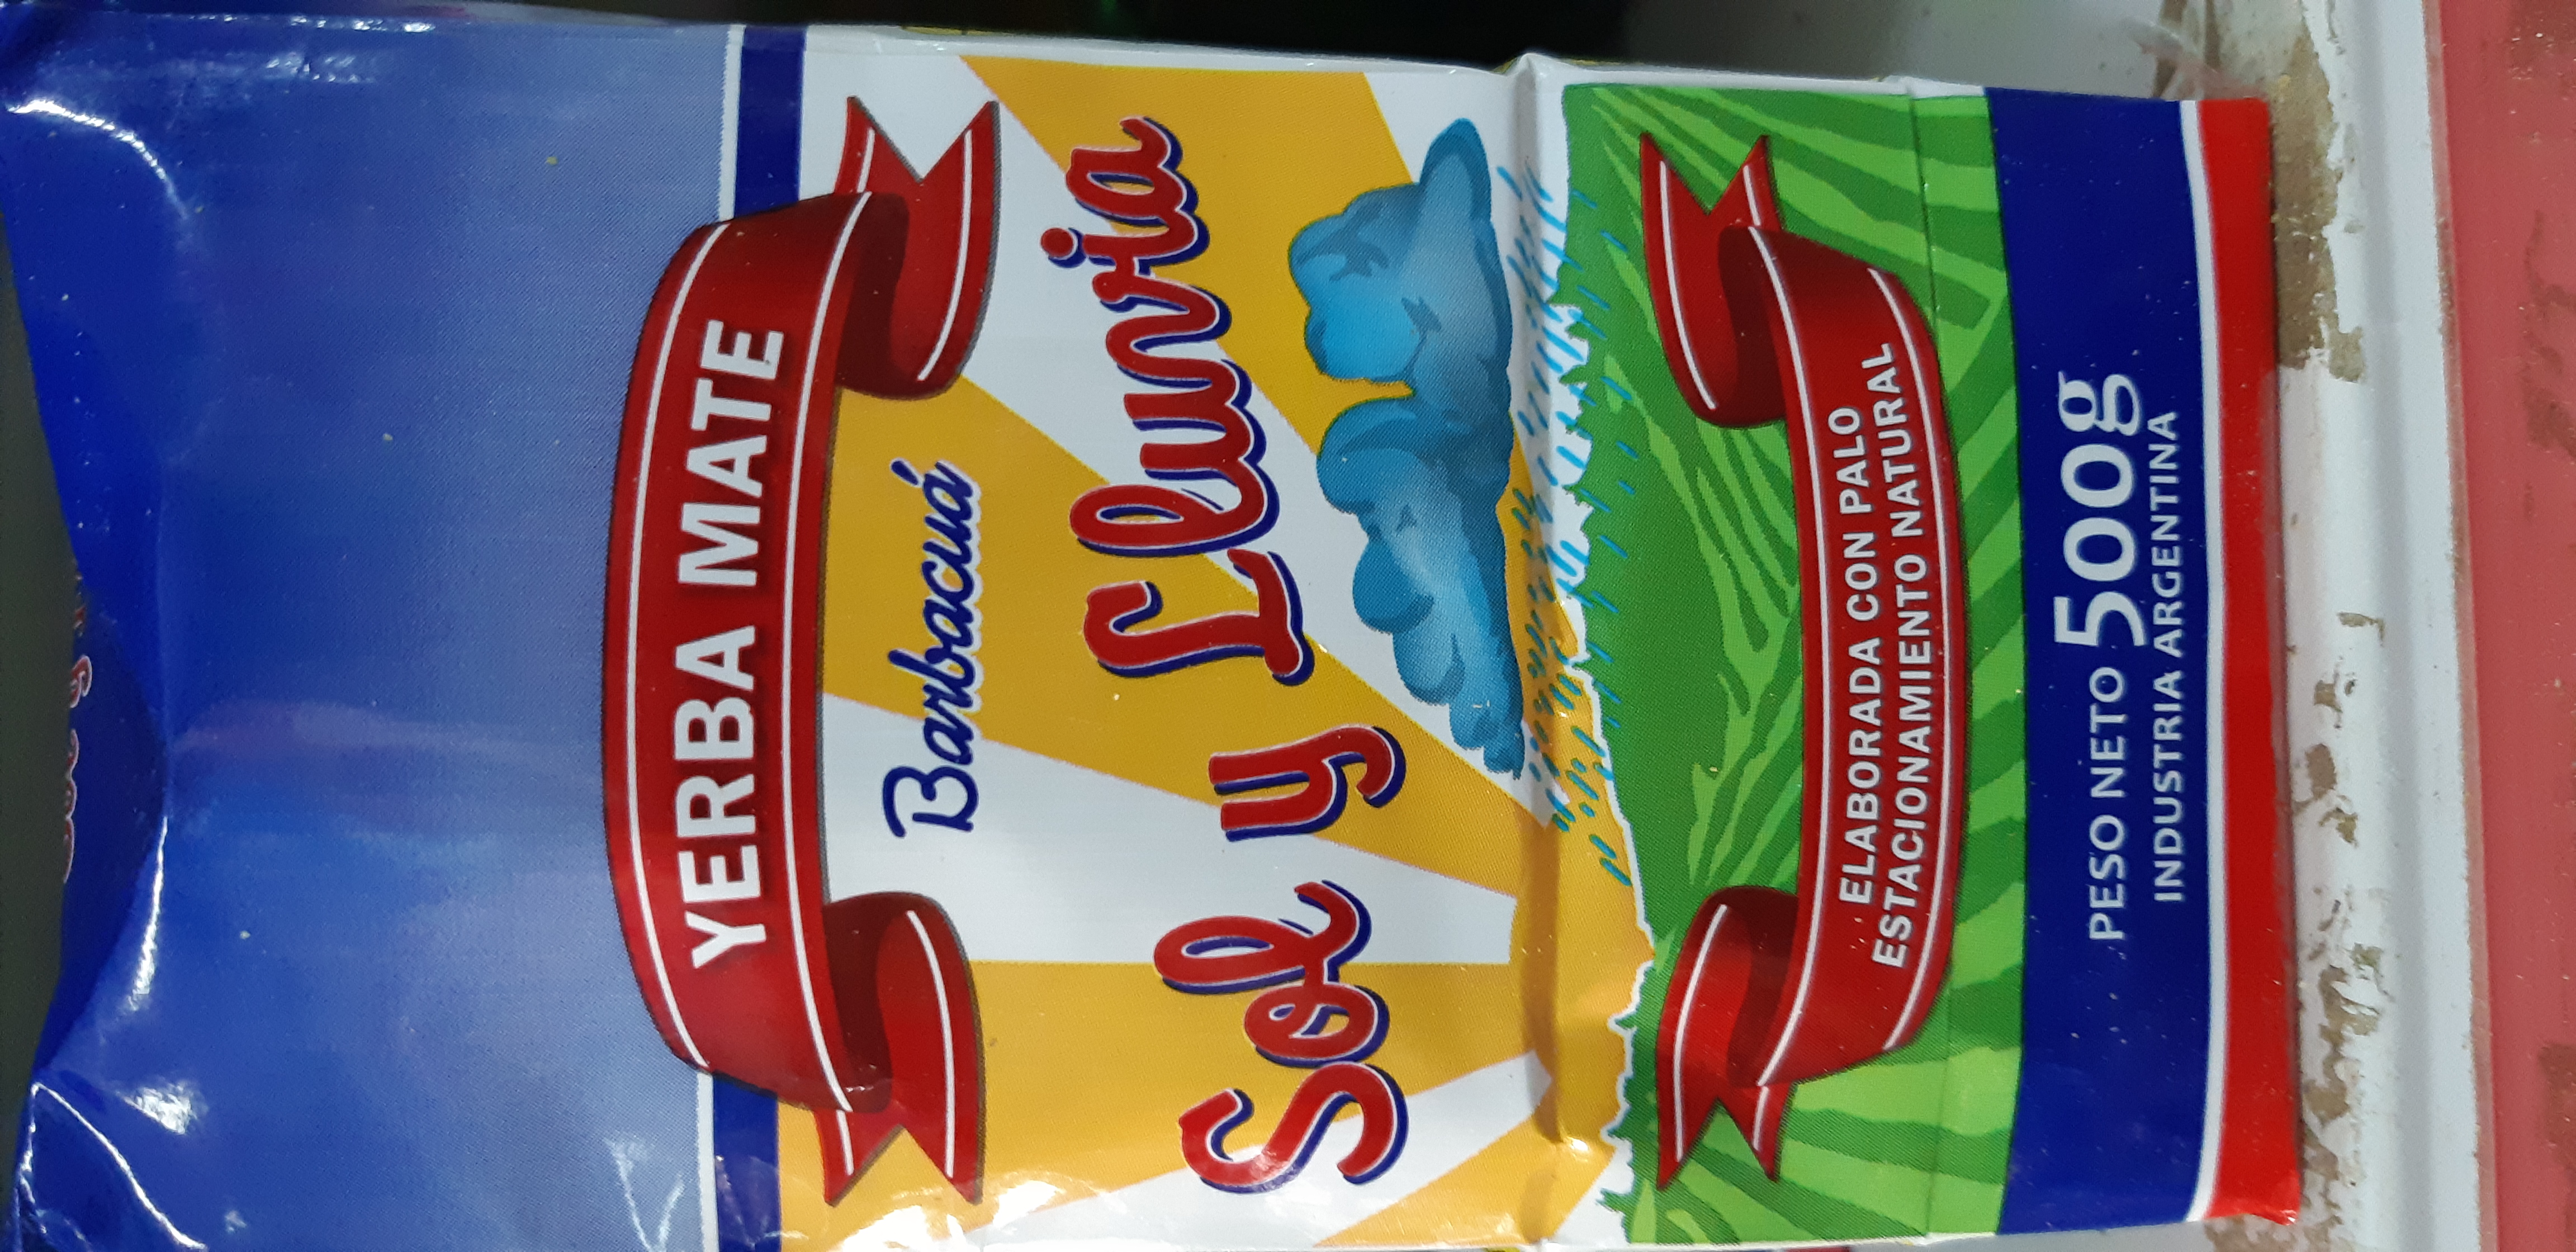 YERBA MATE
Barbacuá
Sol y Lluvia
ELABORADA CON PALO
ESTACIONAMIENTO NATURAL
PESO NETO 500g
INDUSTRIA ARGENTINA